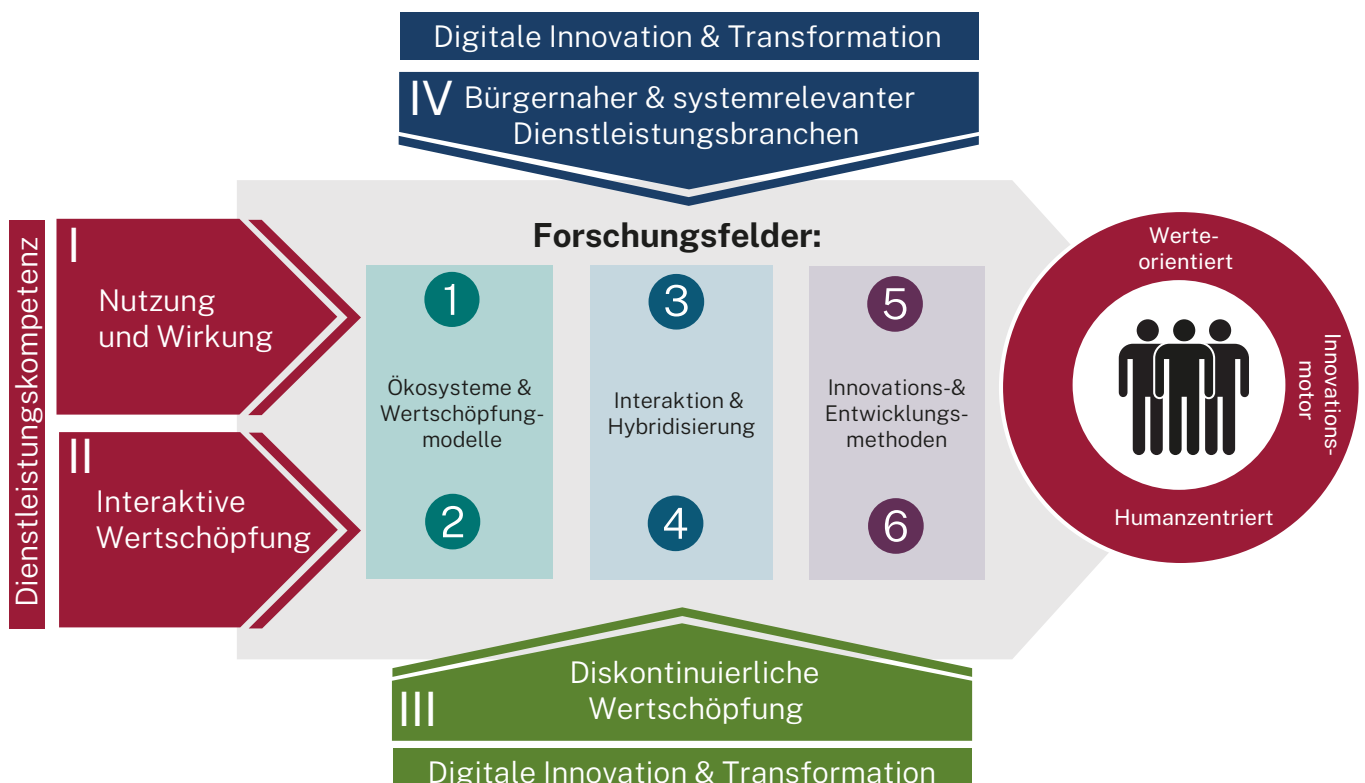 Digitale Innovation & Transformation
IV
Bürgernaher & systemrelevanter
Dienstleistungsbranchen
Dienstleistungskompetenz
I
Nutzung
und Wirkung
II
Interaktive
Wertschöpfung
Forschungsfelder:
1
Ökosysteme &
Wertschöpfung-
modelle
2
3
Interaktion &
Hybridisierung
4
5
Innovations-&
Entwicklungs-
methoden
6
Werte-
orientiert
Innovations-
motor
Humanzentriert
III
Diskontinuierliche
Wertschöpfung
Digitale Innovation & Transformation